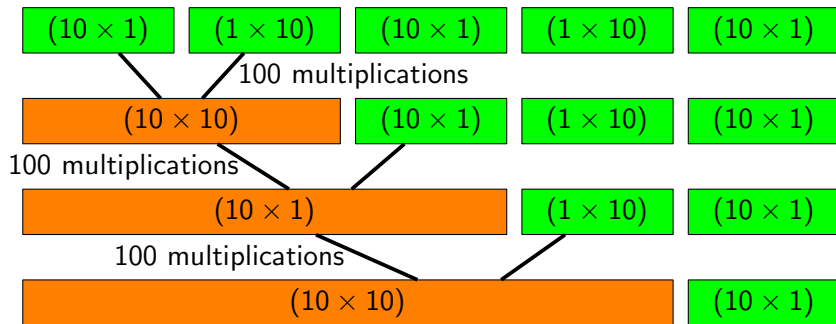 (10 × 1) (1 × 10) (10 × 1) (1 × 10) (10 × 1)
100 multiplications
(10 × 10) (10 × 1) (1 × 10) (10 × 1)
100 multiplications
(10 × 1) (1 × 10) (10 × 1)
100 multiplications
(10 × 10) (10 × 1)